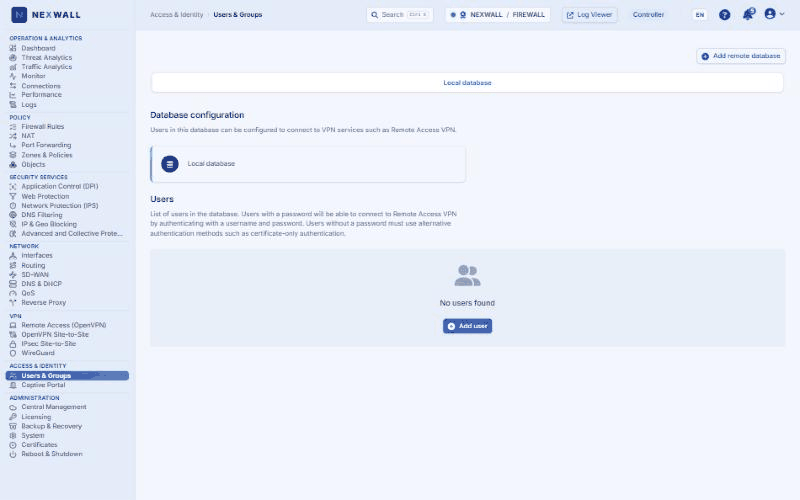 NEXWALL
Access & Identity › Users & Groups
Search Ctrl K
NEXWALL / FIREWALL
Log Viewer
Controller
EN
OPERATION & ANALYTICS
Dashboard
Threat Analytics
Traffic Analytics
Monitor
Connections
Performance
Logs
POLICY
Firewall Rules
NAT
Port Forwarding
Zones & Policies
Objects
SECURITY SERVICES
Application Control (DPI)
Web Protection
Network Protection (IPS)
DNS Filtering
IP & Geo Blocking
Advanced and Collective Prote...
NETWORK
Interfaces
Routing
SD-WAN
DNS & DHCP
QoS
Reverse Proxy
VPN
Remote Access (OpenVPN)
OpenVPN Site-to-Site
IPsec Site-to-Site
WireGuard
ACCESS & IDENTITY
Users & Groups
Captive Portal
ADMINISTRATION
Central Management
Licensing
Backup & Recovery
System
Certificates
Reboot & Shutdown
Add remote database
Local database
Database configuration
Users in this database can be configured to connect to VPN services such as Remote Access VPN.
Local database
Users
List of users in the database. Users with a password will be able to connect to Remote Access VPN
by authenticating with a username and password. Users without a password must use alternative
authentication methods such as certificate-only authentication.
No users found
Add user